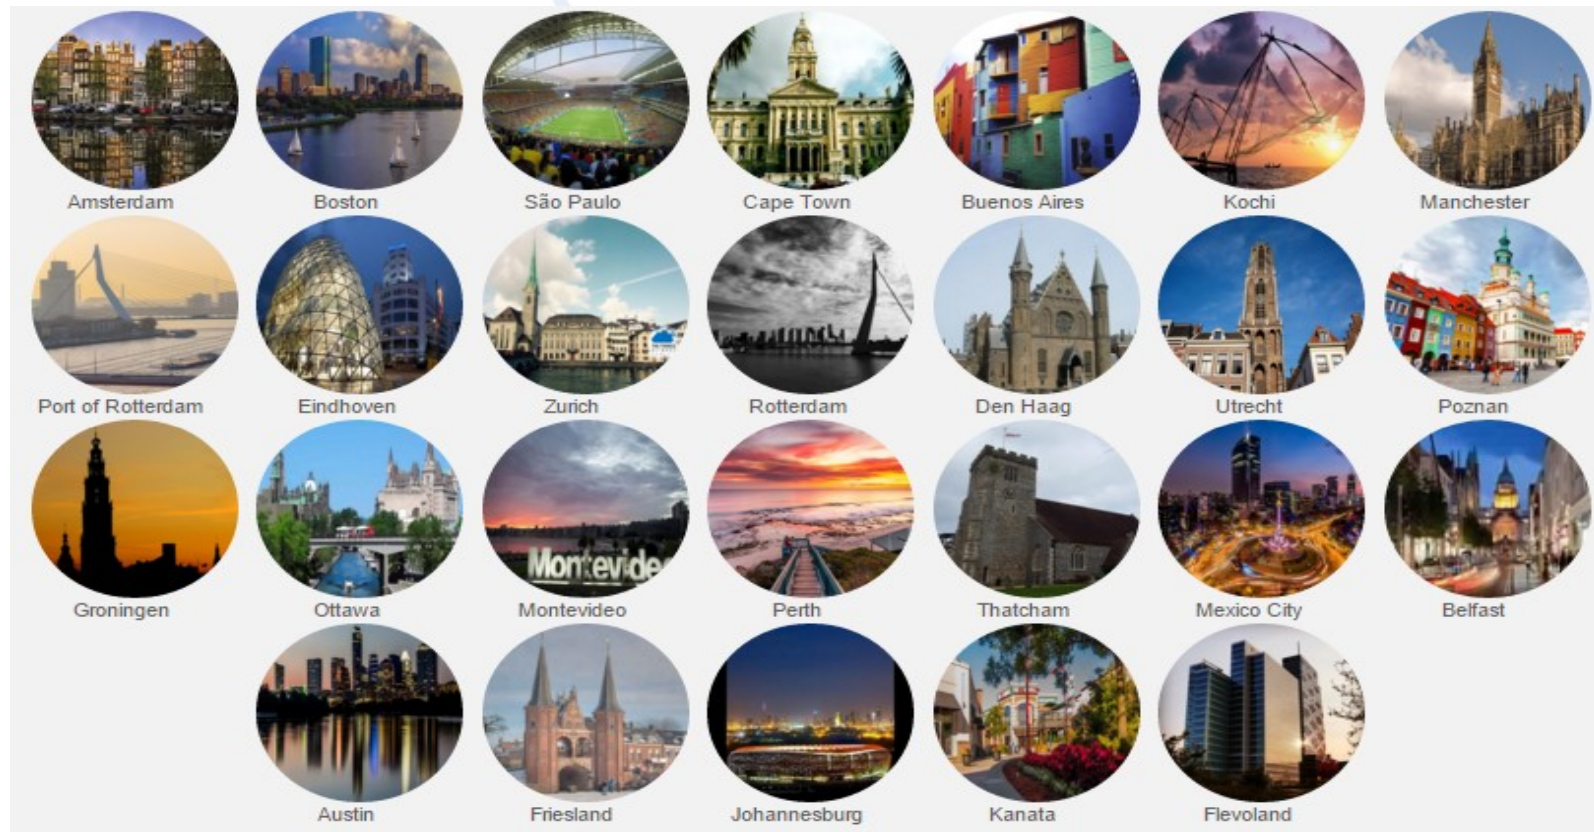 Amsterdam
Boston
São Paulo
Cape Town
Buenos Aires
Kochi
Manchester
Port of Rotterdam
Eindhoven
Zurich
Rotterdam
Den Haag
Utrecht
Poznan
Montevide
Groningen
Ottawa
Montevideo
Perth
Thatcham
Mexico City
Belfast
Austin
Friesland
Johannesburg
Kanata
Flevoland